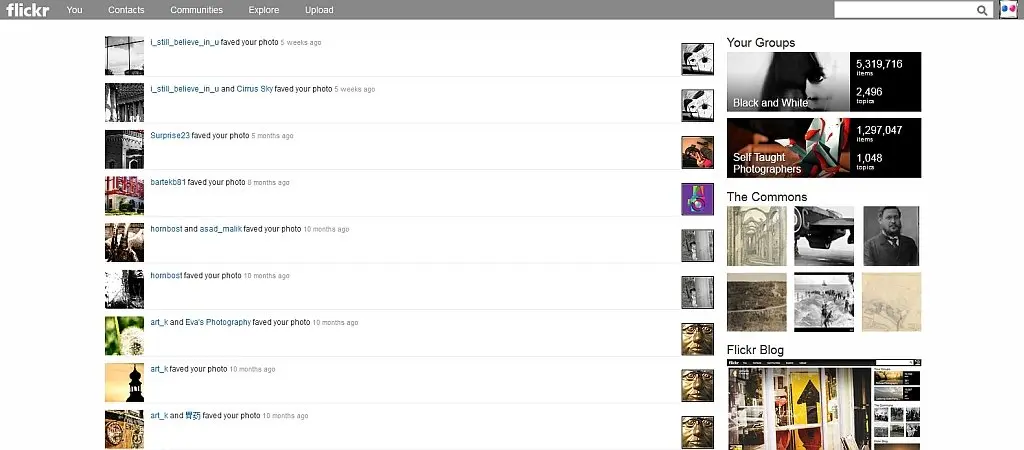 flickr You Contacts Communities Explore Upload
i_still_believe_in_u faved your photo 5 weeks ago
i_still_believe_in_u and Cirrus Sky faved your photo 5 weeks ago
Surprise23 faved your photo 5 months ago
bartekb81 faved your photo 8 months ago
hornbost and asad_malik faved your photo 10 months ago
hornbost faved your photo 10 months ago
art_k and Eva's Photography faved your photo 10 months ago
art_k faved your photo 10 months ago
art_k and 胃药 faved your photo 10 months ago
Your Groups
Black and White
5,319,716
items
2,496
topics
Self Taught
Photographers
1,297,047
items
1,048
topics
The Commons
Flickr Blog